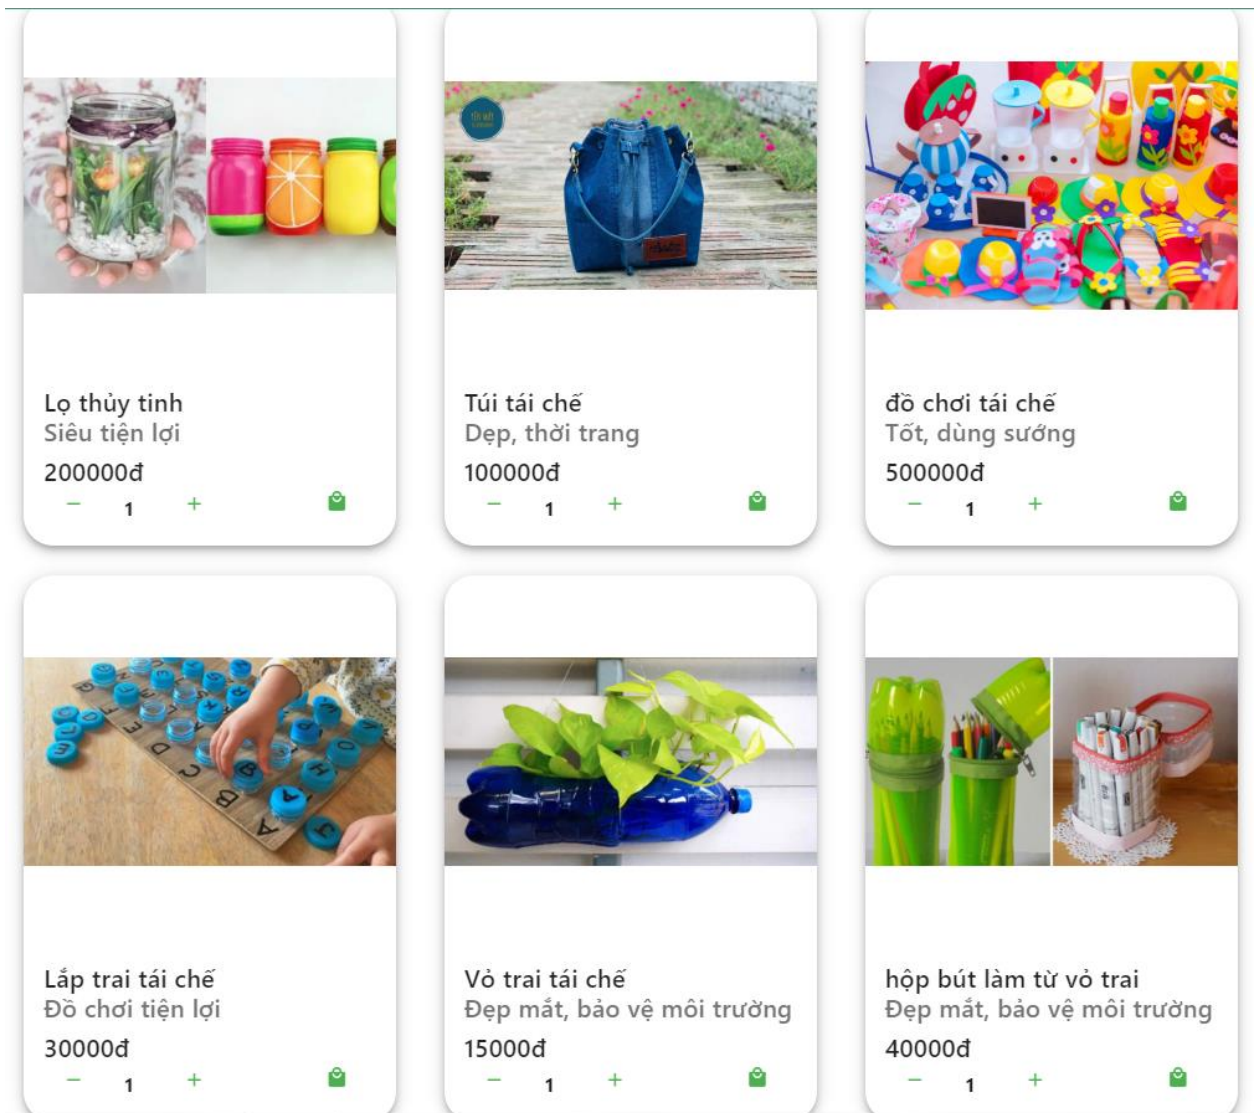 Lọ thủy tinh
Siêu tiện lợi
200000đ
− 1 +
Túi tái chế
Dẹp, thời trang
100000đ
− 1 +
đồ chơi tái chế
Tốt, dùng sướng
500000đ
− 1 +
Lắp trai tái chế
Đồ chơi tiện lợi
30000đ
− 1 +
Vỏ trai tái chế
Đẹp mắt, bảo vệ môi trường
15000đ
− 1 +
hộp bút làm từ vỏ trai
Đẹp mắt, bảo vệ môi trường
40000đ
− 1 +